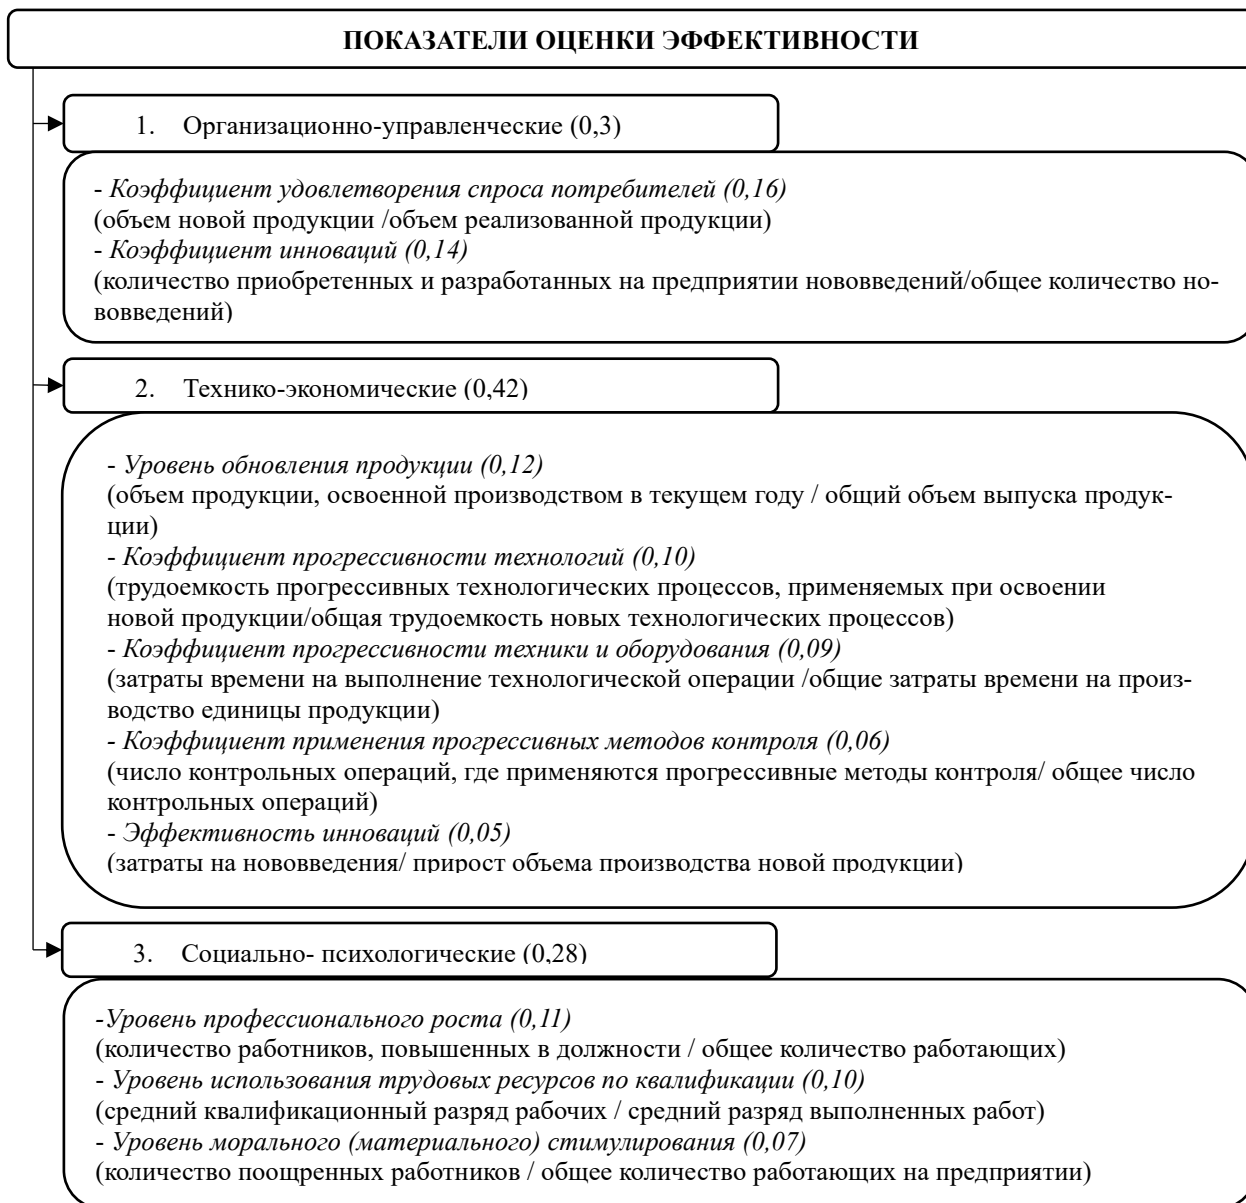 ПОКАЗАТЕЛИ ОЦЕНКИ ЭФФЕКТИВНОСТИ
1. Организационно-управленческие (0,3)
- Коэффициент удовлетворения спроса потребителей (0,16)
(объем новой продукции /объем реализованной продукции)
- Коэффициент инноваций (0,14)
(количество приобретенных и разработанных на предприятии нововведений/общее количество но-
вовведений)
2. Технико-экономические (0,42)
- Уровень обновления продукции (0,12)
(объем продукции, освоенной производством в текущем году / общий объем выпуска продук-
ции)
- Коэффициент прогрессивности технологий (0,10)
(трудоемкость прогрессивных технологических процессов, применяемых при освоении
новой продукции/общая трудоемкость новых технологических процессов)
- Коэффициент прогрессивности техники и оборудования (0,09)
(затраты времени на выполнение технологической операции /общие затраты времени на произ-
водство единицы продукции)
- Коэффициент применения прогрессивных методов контроля (0,06)
(число контрольных операций, где применяются прогрессивные методы контроля/ общее число
контрольных операций)
- Эффективность инноваций (0,05)
(затраты на нововведения/ прирост объема производства новой продукции)
3. Социально- психологические (0,28)
-Уровень профессионального роста (0,11)
(количество работников, повышенных в должности / общее количество работающих)
- Уровень использования трудовых ресурсов по квалификации (0,10)
(средний квалификационный разряд рабочих / средний разряд выполненных работ)
- Уровень морального (материального) стимулирования (0,07)
(количество поощренных работников / общее количество работающих на предприятии)